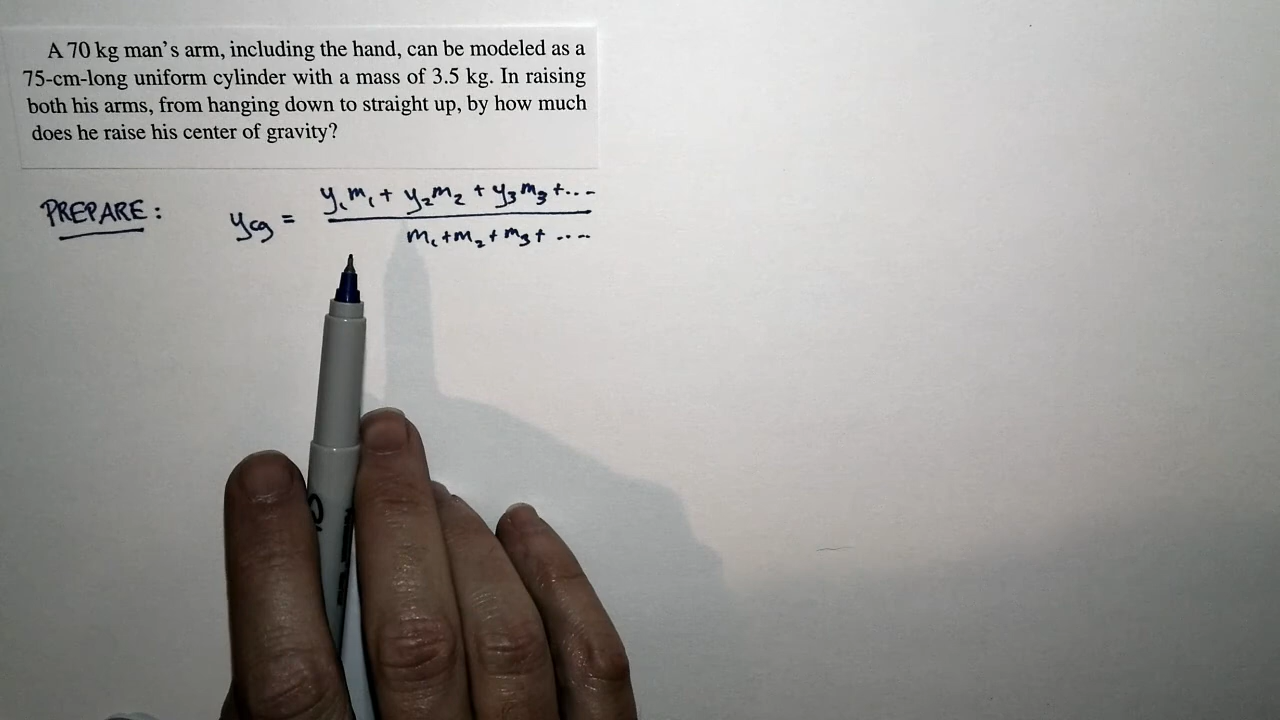 A 70 kg man's arm, including the hand, can be modeled as a
75-cm-long uniform cylinder with a mass of 3.5 kg. In raising
both his arms, from hanging down to straight up, by how much
does he raise his center of gravity?
PREPARE: y_cg = (y₁m₁ + y₂m₂ + y₃m₃ + ...) / (m₁ + m₂ + m₃ + ....)